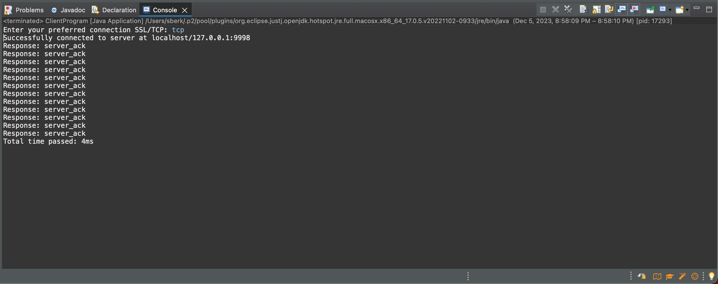 Problems Javadoc Declaration Console
<terminated> ClientProgram [Java Application] /Users/sberk/.p2/pool/plugins/org.eclipse.justj.openjdk.hotspot.jre.full.macosx.x86_64_17.0.5.v20221102-0933/jre/bin/java (Dec 5, 2023, 8:58:09 PM – 8:58:10 PM) [pid: 17293]
Enter your preferred connection SSL/TCP: tcp
Successfully connected to server at localhost/127.0.0.1:9998
Response: server_ack
Response: server_ack
Response: server_ack
Response: server_ack
Response: server_ack
Response: server_ack
Response: server_ack
Response: server_ack
Response: server_ack
Response: server_ack
Response: server_ack
Response: server_ack
Total time passed: 4ms